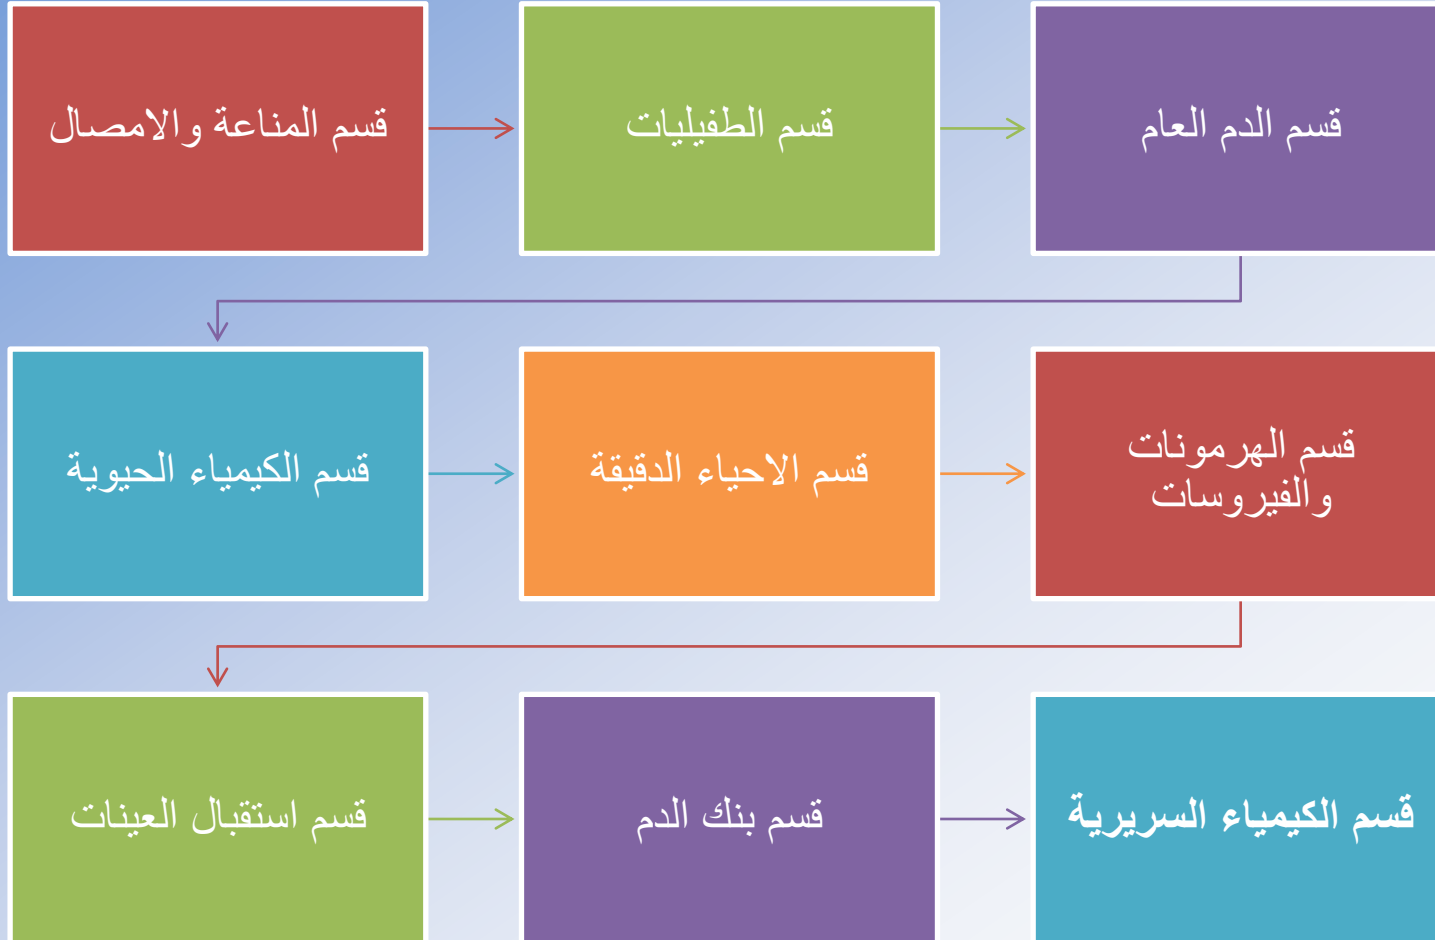 قسم المناعة والامصال
قسم الطفيليات
قسم الدم العام
قسم الكيمياء الحيوية
قسم الاحياء الدقيقة
قسم الهرمونات
والفيروسات
قسم استقبال العينات
قسم بنك الدم
قسم الكيمياء السريرية